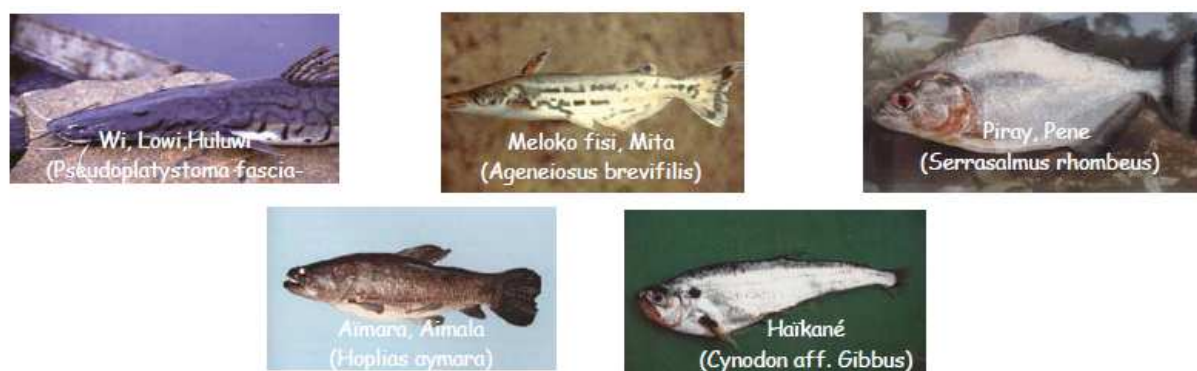 Wi, Lowi,Huluwi
(Pseudoplatystoma fascia-
Meloko fisi, Mita
(Ageneiosus brevifilis)
Piray, Pene
(Serrasalmus rhombeus)
Aïmara, Aïmala
(Hoplias aymara)
Haïkané
(Cynodon aff. Gibbus)